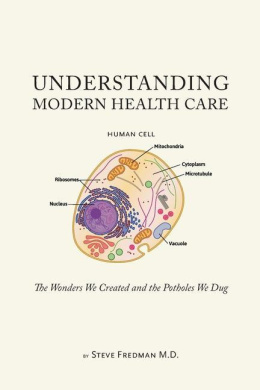 UNDERSTANDING
MODERN HEALTH CARE
HUMAN CELL
Mitochondria
Cytoplasm
Microtubule
Ribosomes
Nucleus
Vacuole
The Wonders We Created and the Potholes We Dug
BY STEVE FREDMAN M.D.